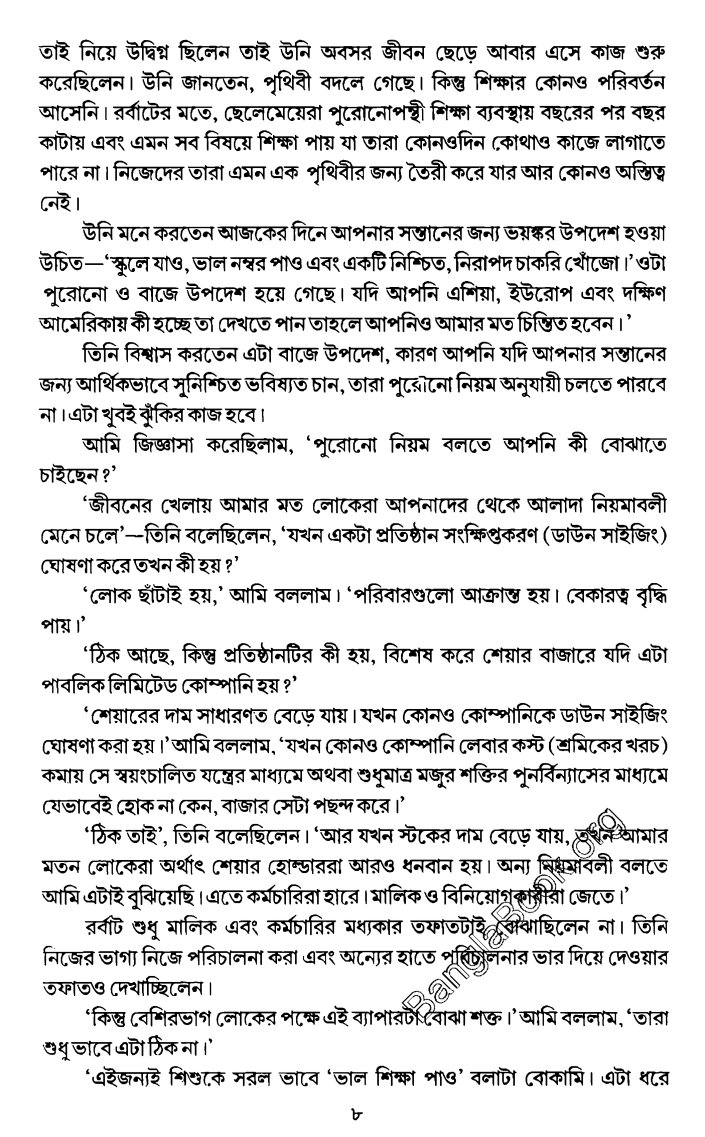 তাই নিয়ে উদ্বিগ্ন ছিলেন তাই উনি অবসর জীবন ছেড়ে আবার এসে কাজ শুরু
করেছিলেন। উনি জানতেন, পৃথিবী বদলে গেছে। কিন্তু শিক্ষার কোনও পরিবর্তন
আসেনি। রর্বাটের মতে, ছেলেমেয়েরা পুরোনোপন্থী শিক্ষা ব্যবস্থায় বছরের পর বছর
কাটায় এবং এমন সব বিষয়ে শিক্ষা পায় যা তারা কোনওদিন কোথাও কাজে লাগাতে
পারে না। নিজেদের তারা এমন এক পৃথিবীর জন্য তৈরী করে যার আর কোনও অস্তিত্ব
নেই।
উনি মনে করতেন আজকের দিনে আপনার সন্তানের জন্য ভয়ঙ্কর উপদেশ হওয়া
উচিত—‘স্কুলে যাও, ভাল নম্বর পাও এবং একটি নিশ্চিত, নিরাপদ চাকরি খোঁজো।’ ওটা
পুরোনো ও বাজে উপদেশ হয়ে গেছে। যদি আপনি এশিয়া, ইউরোপ এবং দক্ষিণ
আমেরিকায় কী হচ্ছে তা দেখতে পান তাহলে আপনিও আমার মত চিন্তিত হবেন।’
তিনি বিশ্বাস করতেন এটা বাজে উপদেশ, কারণ আপনি যদি আপনার সন্তানের
জন্য আর্থিকভাবে সুনিশ্চিত ভবিষ্যত চান, তারা পুরোনো নিয়ম অনুযায়ী চলতে পারবে
না। এটা খুবই ঝুঁকির কাজ হবে।
আমি জিজ্ঞাসা করেছিলাম, ‘পুরোনো নিয়ম বলতে আপনি কী বোঝাতে
চাইছেন?’
‘জীবনের খেলায় আমার মত লোকেরা আপনাদের থেকে আলাদা নিয়মাবলী
মেনে চলে’—তিনি বলেছিলেন, ‘যখন একটা প্রতিষ্ঠান সংক্ষিপ্তকরণ (ডাউন সাইজিং)
ঘোষণা করে তখন কী হয়?’
‘লোক ছাঁটাই হয়,’ আমি বললাম। ‘পরিবারগুলো আক্রান্ত হয়। বেকারত্ব বৃদ্ধি
পায়।’
‘ঠিক আছে, কিন্তু প্রতিষ্ঠানটির কী হয়, বিশেষ করে শেয়ার বাজারে যদি এটা
পাবলিক লিমিটেড কোম্পানি হয়?’
‘শেয়ারের দাম সাধারণত বেড়ে যায়। যখন কোনও কোম্পানিকে ডাউন সাইজিং
ঘোষণা করা হয়।’ আমি বললাম, ‘যখন কোনও কোম্পানি লেবার কস্ট (শ্রমিকের খরচ)
কমায় সে স্বয়ংচালিত যন্ত্রের মাধ্যমে অথবা শুধুমাত্র মজুর শক্তির পুনর্বিন্যাসের মাধ্যমে
যেভাবেই হোক না কেন, বাজার সেটা পছন্দ করে।’
‘ঠিক তাই’, তিনি বলেছিলেন। ‘আর যখন স্টকের দাম বেড়ে যায়, তখন আমার
মতন লোকেরা অর্থাৎ শেয়ার হোল্ডাররা আরও ধনবান হয়। অন্য নিয়মাবলী বলতে
আমি এটাই বুঝিয়েছি। এতে কর্মচারিরা হারে। মালিক ও বিনিয়োগকারীরা জেতে।’
রর্বাট শুধু মালিক এবং কর্মচারির মধ্যকার তফাতটাই বোঝাছিলেন না। তিনি
নিজের ভাগ্য নিজে পরিচালনা করা এবং অন্যের হাতে পরিচালনার ভার দিয়ে দেওয়ার
তফাতও দেখাচ্ছিলেন।
‘কিন্তু বেশিরভাগ লোকের পক্ষে এই ব্যাপারটা বোঝা শক্ত।’ আমি বললাম, ‘তারা
শুধু ভাবে এটা ঠিক না।’
‘এইজন্যই শিশুকে সরল ভাবে ‘ভাল শিক্ষা পাও’ বলাটা বোকামি। এটা ধরে
৮
BanglaBook.org